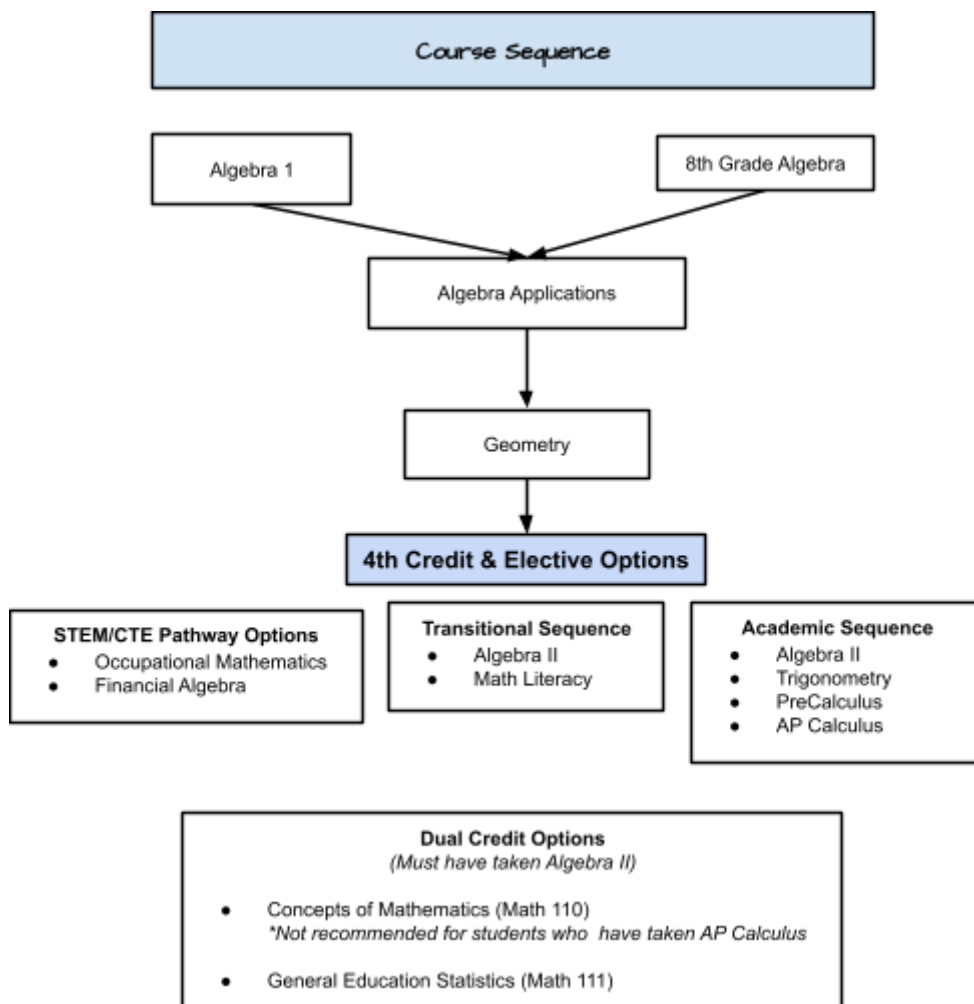 Course Sequence
Algebra 1
8th Grade Algebra
Algebra Applications
Geometry
4th Credit & Elective Options
STEM/CTE Pathway Options
● Occupational Mathematics
● Financial Algebra
Transitional Sequence
● Algebra II
● Math Literacy
Academic Sequence
● Algebra II
● Trigonometry
● PreCalculus
● AP Calculus
Dual Credit Options
(Must have taken Algebra II)
● Concepts of Mathematics (Math 110)
*Not recommended for students who have taken AP Calculus
● General Education Statistics (Math 111)